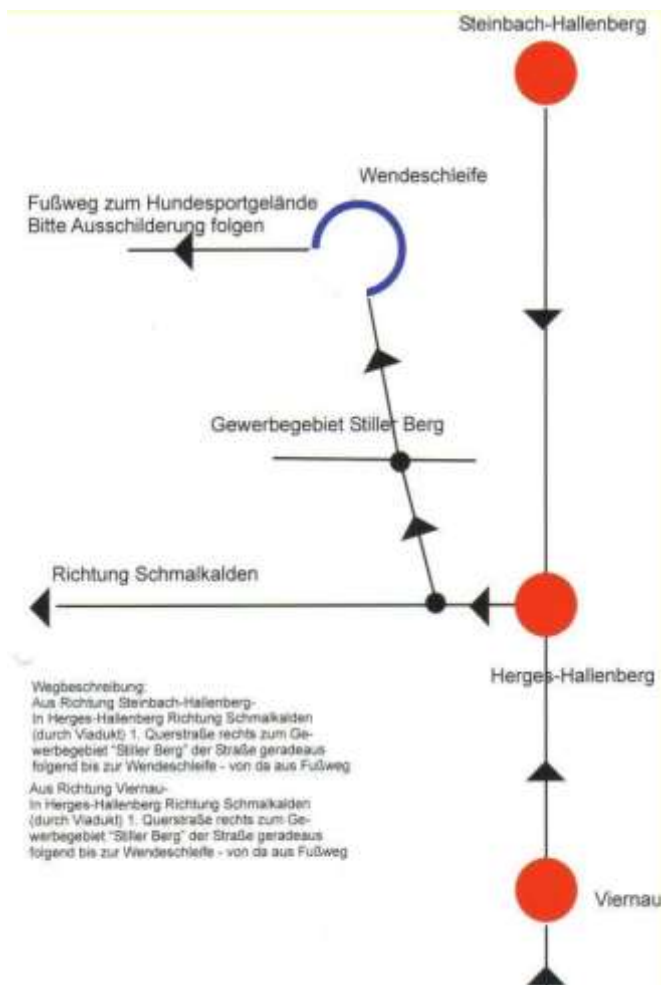 Steinbach-Hallenberg
Wendeschleife
Fußweg zum Hundesportgelände
Bitte Ausschilderung folgen
Gewerbegebiet Stiller Berg
Richtung Schmalkalden
Herges-Hallenberg
Wegbeschreibung:
Aus Richtung Steinbach-Hallenberg-
In Herges-Hallenberg Richtung Schmalkalden
(durch Viadukt) 1. Querstraße rechts zum Ge-
werbegebiet "Stiller Berg" der Straße geradeaus
folgend bis zur Wendeschleife - von da aus Fußweg
Aus Richtung Viernau-
In Herges-Hallenberg Richtung Schmalkalden
(durch Viadukt) 1. Querstraße rechts zum Ge-
werbegebiet "Stiller Berg" der Straße geradeaus
folgend bis zur Wendeschleife - von da aus Fußweg
Viernau